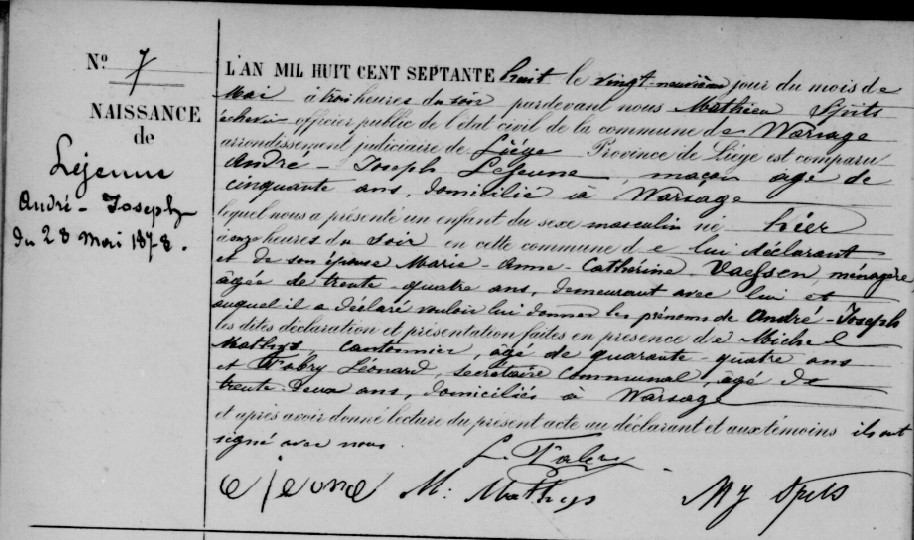 N° 7
NAISSANCE
de
Lejeune
André - Joseph
Du 28 Mai 1878.
L'AN MIL HUIT CENT SEPTANTE huit le vingt-neuvième jour du mois de
Mai à trois heures du soir pardevant nous Mathieu Spits
échevin officier public de l'état civil de la commune de Warsage
arrondissement judiciaire de Liége Province de Liége est comparu
André - Joseph Lejeune, maçon âgé de
cinquante ans, domicilié à Warsage
lequel nous a présenté un enfant du sexe masculin né hier
à onze heures du soir en cette commune de lui déclarant
et de son épouse Marie - Anne - Catherine Vaessen, ménagère,
âgée de trente - quatre ans, demeurant avec lui et
auquel il a déclaré vouloir lui donner les prénoms de André - Joseph
les dites déclaration et présentation faites en présence de Michel
Mathys, cantonnier, âgé de quarante - quatre ans
et Fabry Léonard, secrétaire communal, âgé de
trente-deux ans, domiciliés à Warsage
et après avoir donné lecture du présent acte au déclarant et aux témoins ils ont
signé avec nous.
L. Fabry
Lejeune M: Mathys MJ Spits